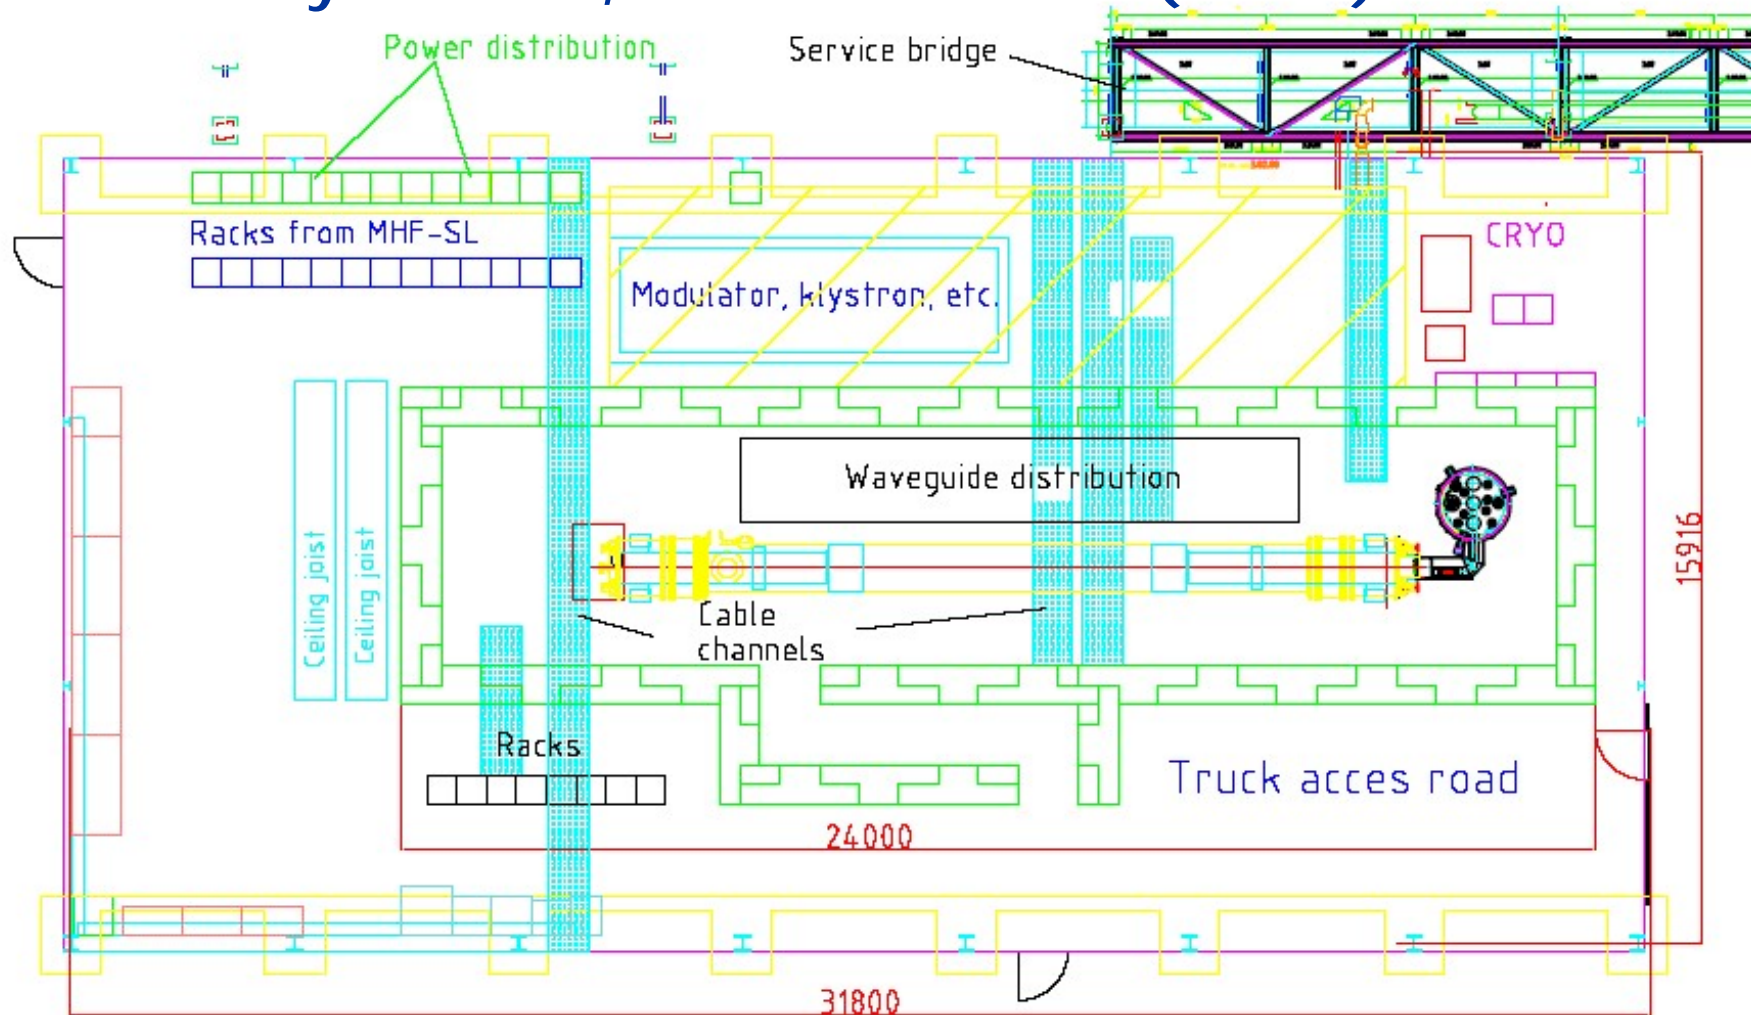 Power distribution
Service bridge
Racks from MHF-SL
CRYO
Modulator, klystron, etc.
Waveguide distribution
Ceiling joist
Ceiling joist
15916
Cable
channels
Racks
Truck acces road
24000
31800